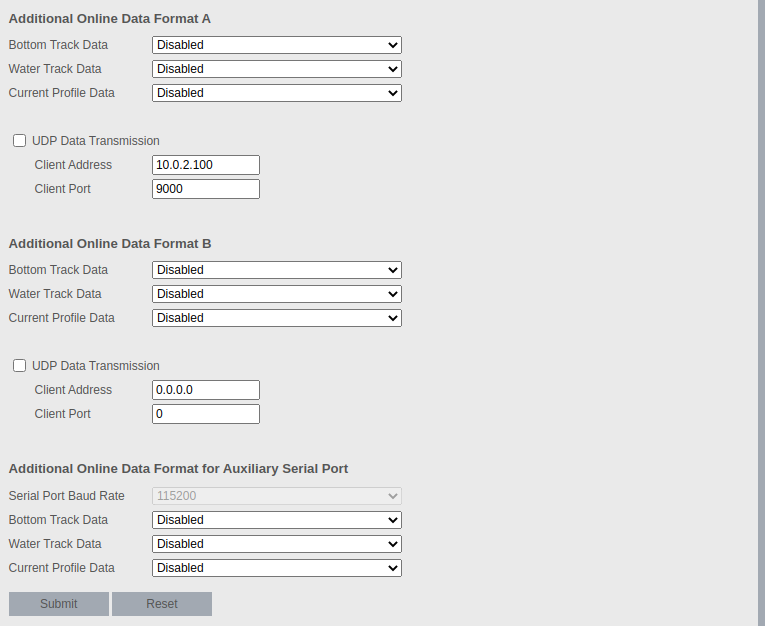 Additional Online Data Format A
Bottom Track Data Disabled
Water Track Data Disabled
Current Profile Data Disabled
UDP Data Transmission
Client Address 10.0.2.100
Client Port 9000
Additional Online Data Format B
Bottom Track Data Disabled
Water Track Data Disabled
Current Profile Data Disabled
UDP Data Transmission
Client Address 0.0.0.0
Client Port 0
Additional Online Data Format for Auxiliary Serial Port
Serial Port Baud Rate 115200
Bottom Track Data Disabled
Water Track Data Disabled
Current Profile Data Disabled
Submit Reset